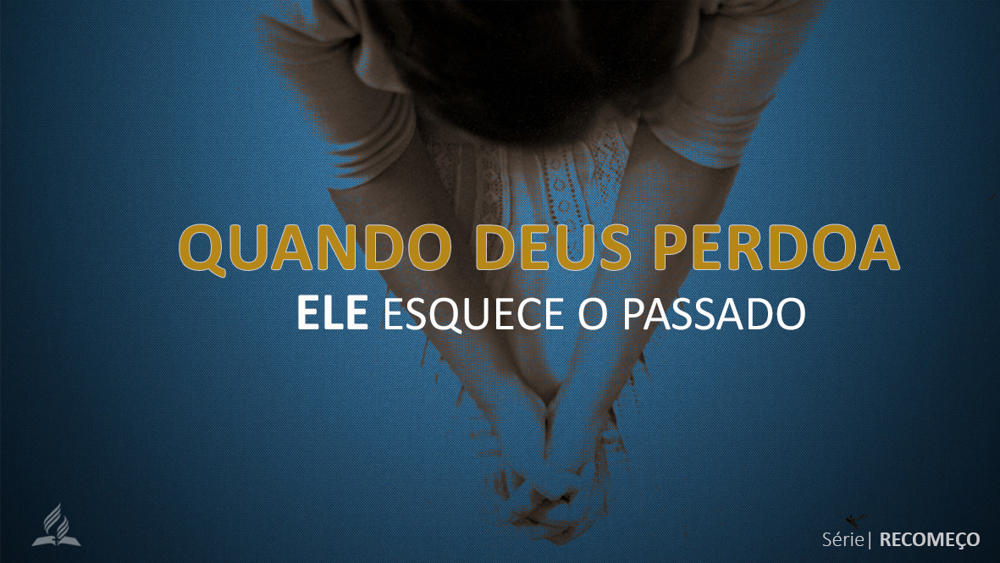 QUANDO DEUS PERDOA
ELE ESQUECE O PASSADO
Série| RECOMEÇO